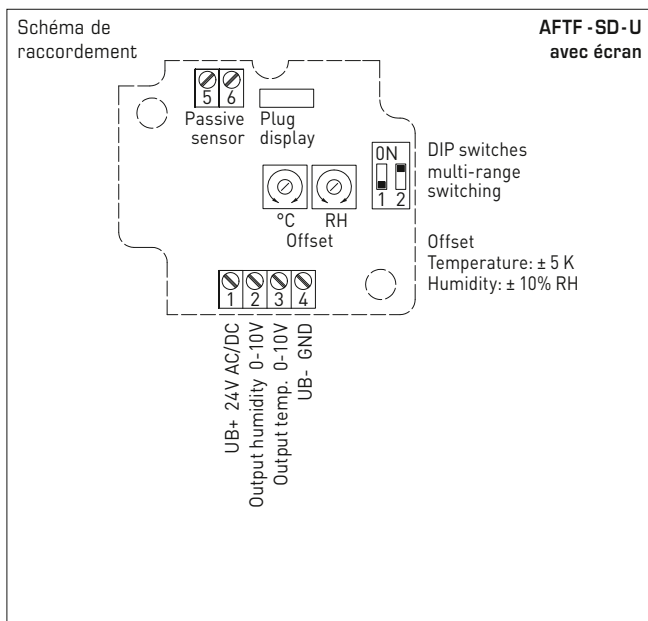 Schéma de
raccordement
AFTF - SD - U
avec écran
5 6
Passive
sensor
Plug
display
ON
1 2
DIP switches
multi-range
switching
°C RH
Offset
Offset
Temperature: ± 5 K
Humidity: ± 10% RH
1 2 3 4
UB+ 24V AC/DC
Output humidity 0-10V
Output temp. 0-10V
UB- GND